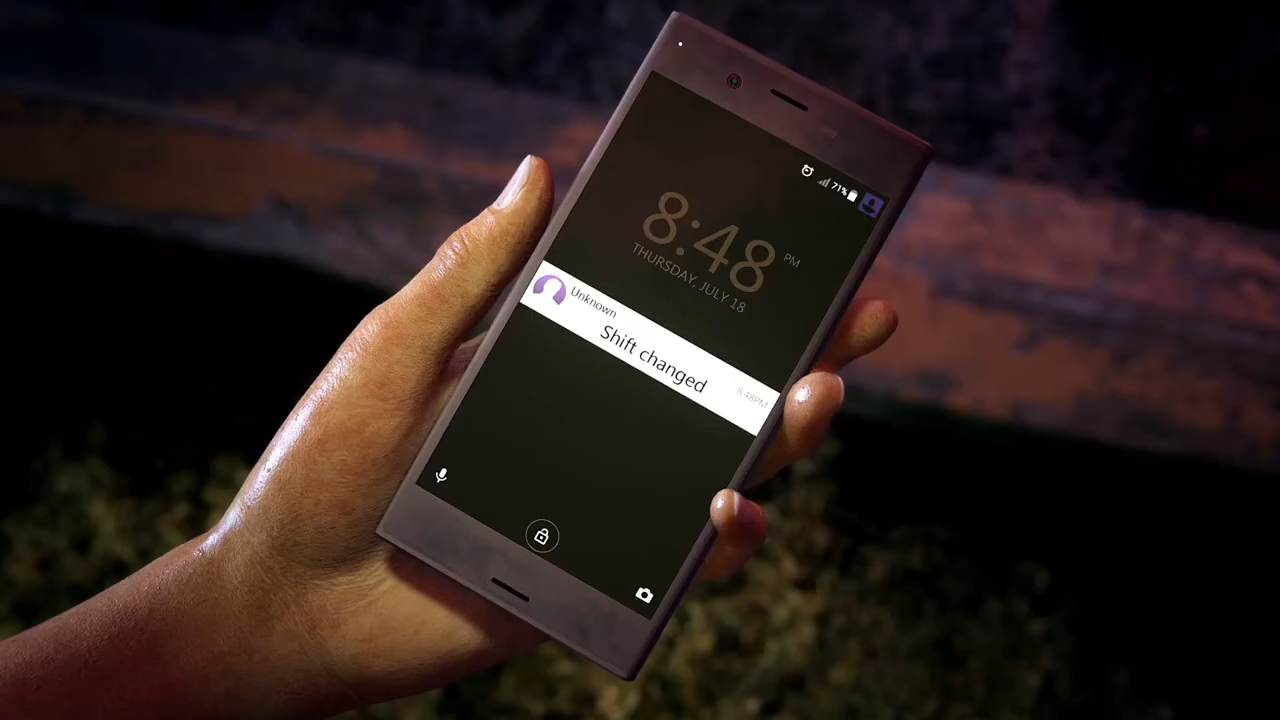 71%
8:48 PM
THURSDAY, JULY 18
Unknown
Shift changed
8:48PM